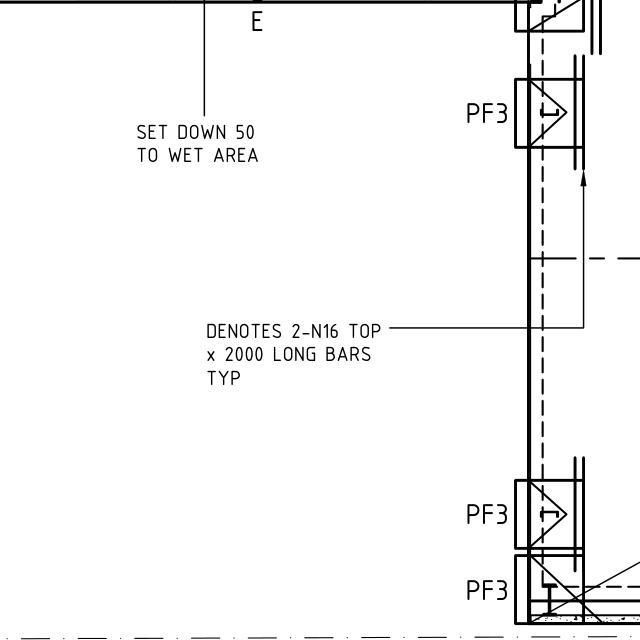 E
SET DOWN 50
TO WET AREA
PF3
DENOTES 2-N16 TOP
x 2000 LONG BARS
TYP
PF3
PF3